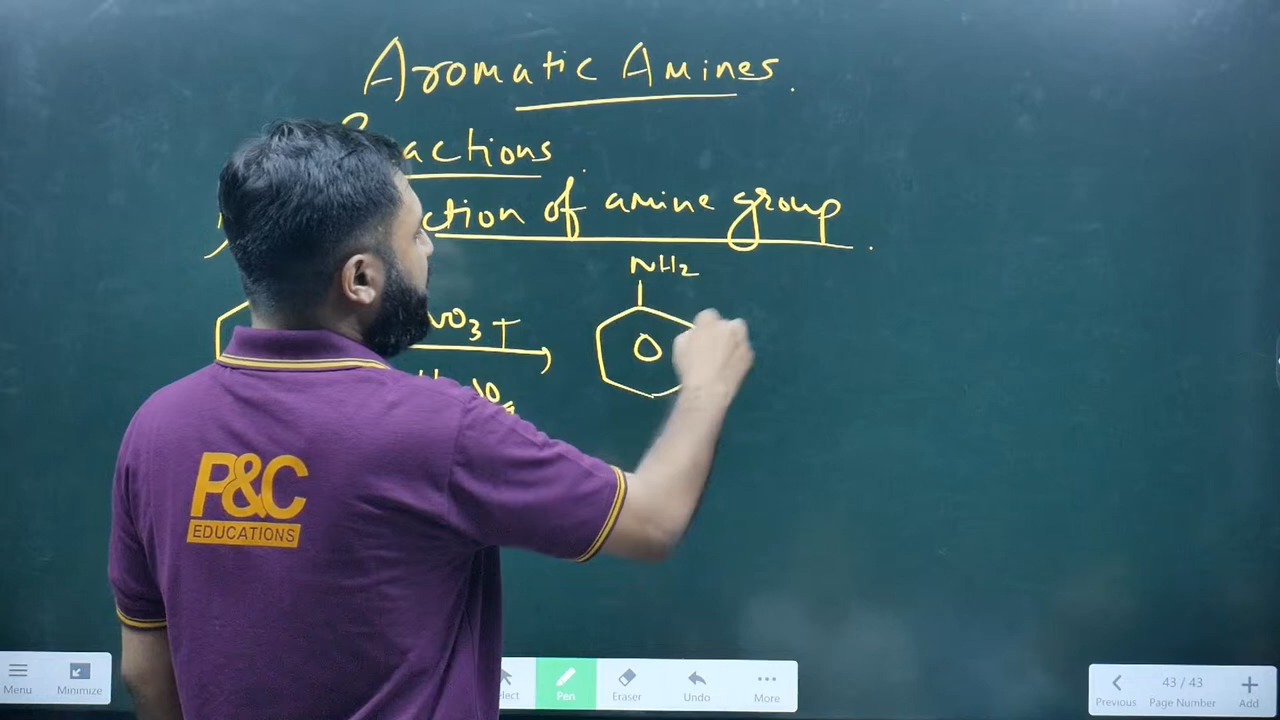 Aromatic Amines.
actions
ction of amine group.
NH2
NO3
P&C
EDUCATIONS
Menu Minimize Pen Eraser Undo More Previous 43 / 43 Page Number Add